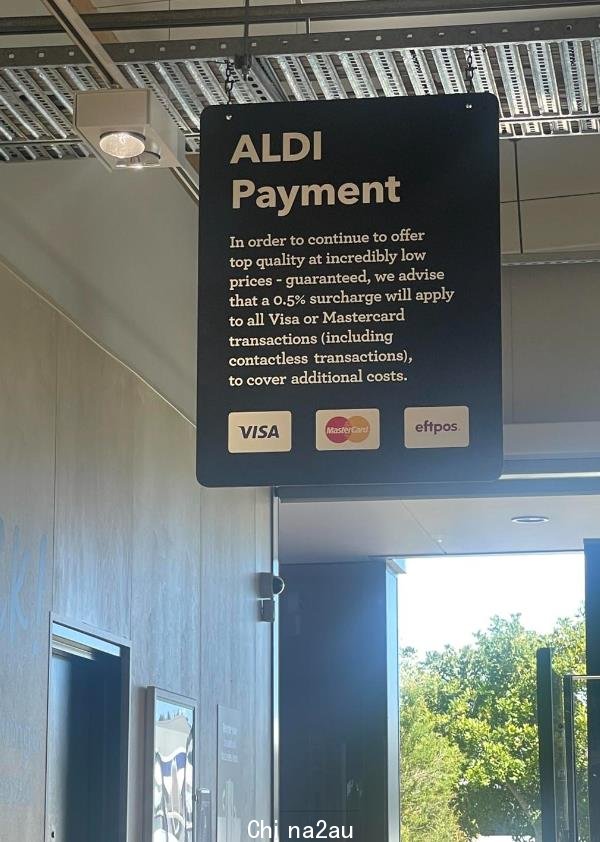 ALDI
Payment
In order to continue to offer
top quality at incredibly low
prices - guaranteed, we advise
that a 0.5% surcharge will apply
to all Visa or Mastercard
transactions (including
contactless transactions),
to cover additional costs.
VISA MasterCard eftpos
Chi na2au